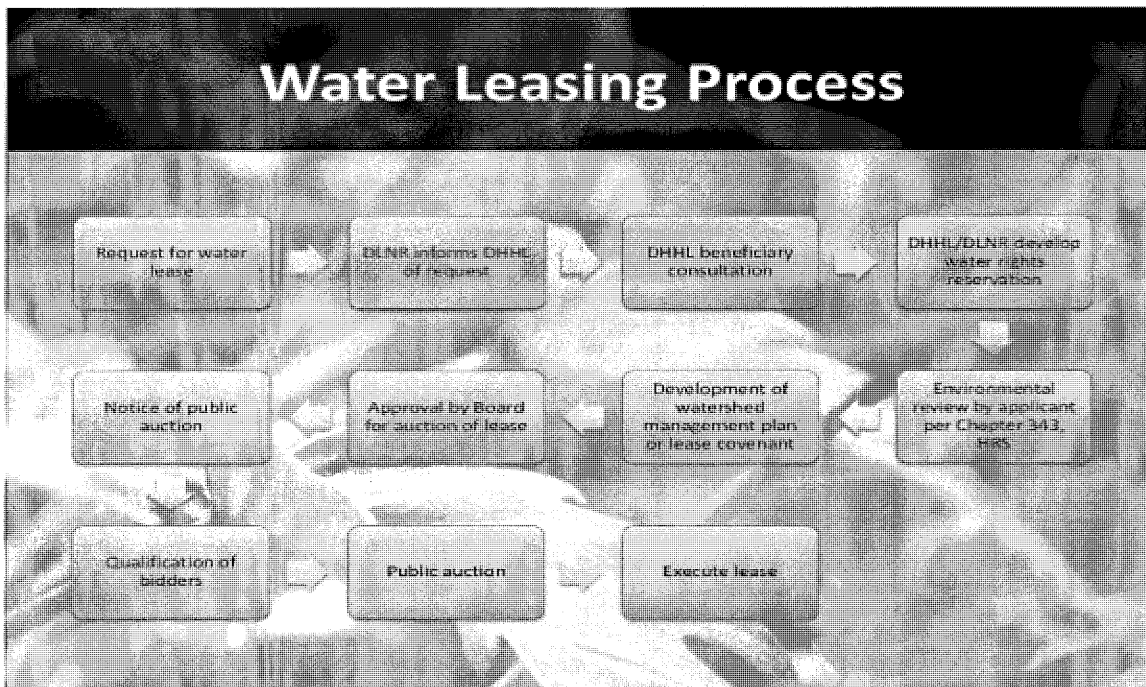 Water Leasing Process
Request for water
lease
DLNR informs DHHL
of request
DHHL beneficiary
consultation
DHHL/DLNR develop
water rights
reservation
Environmental
review by applicant
per Chapter 343,
HRS
Development of
watershed
management plan
or lease covenant
Approval by Board
for auction of lease
Notice of public
auction
Qualification of
bidders
Public auction
Execute lease